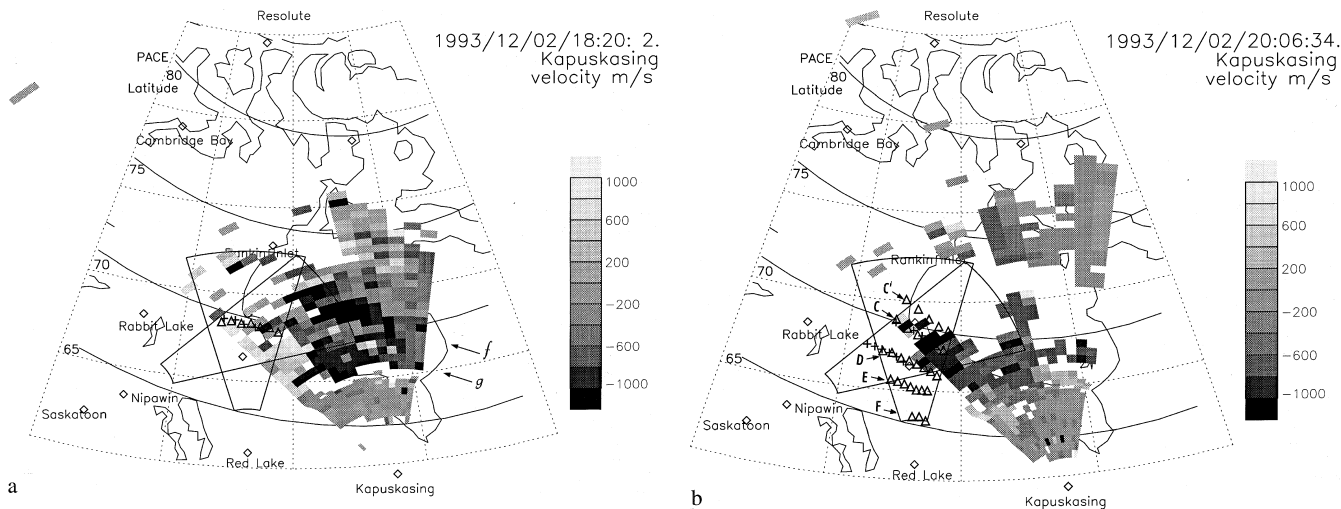 Resolute
1993/12/02/18:20: 2.
Kapuskasing
velocity m/s
PACE
80
Latitude
Cambridge Bay
75
1000
600
200
-200
-600
-1000
Rankin Inlet
70
Rabbit Lake
65
f
g
Nipawin
Saskatoon
Red Lake
Kapuskasing
a
Resolute
1993/12/02/20:06:34.
Kapuskasing
velocity m/s
PACE
80
Latitude
Cambridge Bay
75
1000
600
200
-200
-600
-1000
Rankin Inlet
70
C'
C
Rabbit Lake
65
D
E
F
Nipawin
Saskatoon
Red Lake
Kapuskasing
b